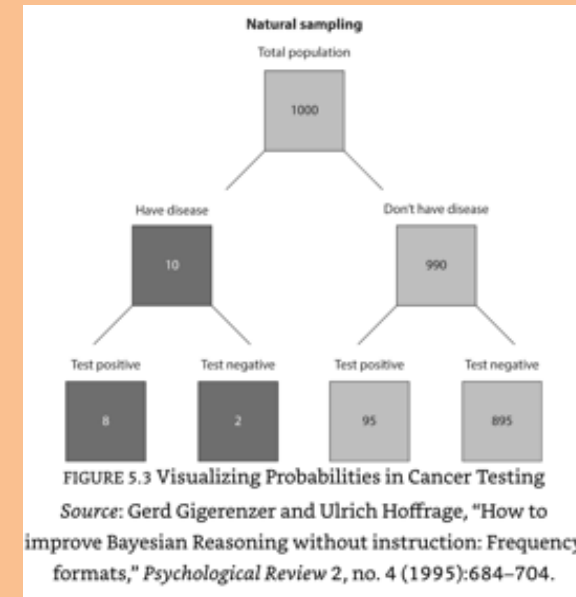 Natural sampling
Total population
1000
Have disease
Don't have disease
10
990
Test positive
Test negative
Test positive
Test negative
8
2
95
895
FIGURE 5.3 Visualizing Probabilities in Cancer Testing
Source: Gerd Gigerenzer and Ulrich Hoffrage, “How to
improve Bayesian Reasoning without instruction: Frequency
formats,” Psychological Review 2, no. 4 (1995):684–704.